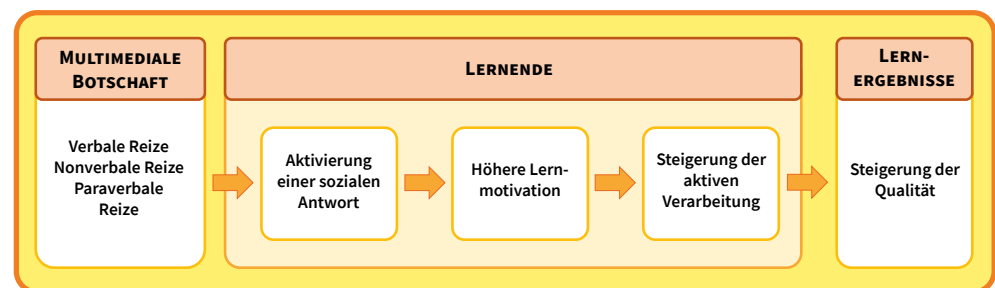 Multimediale
Botschaft
Verbale Reize
Nonverbale Reize
Paraverbale
Reize
Lernende
Aktivierung
einer sozialen
Antwort
Höhere Lern-
motivation
Steigerung der
aktiven
Verarbeitung
Lern-
ergebnisse
Steigerung der
Qualität